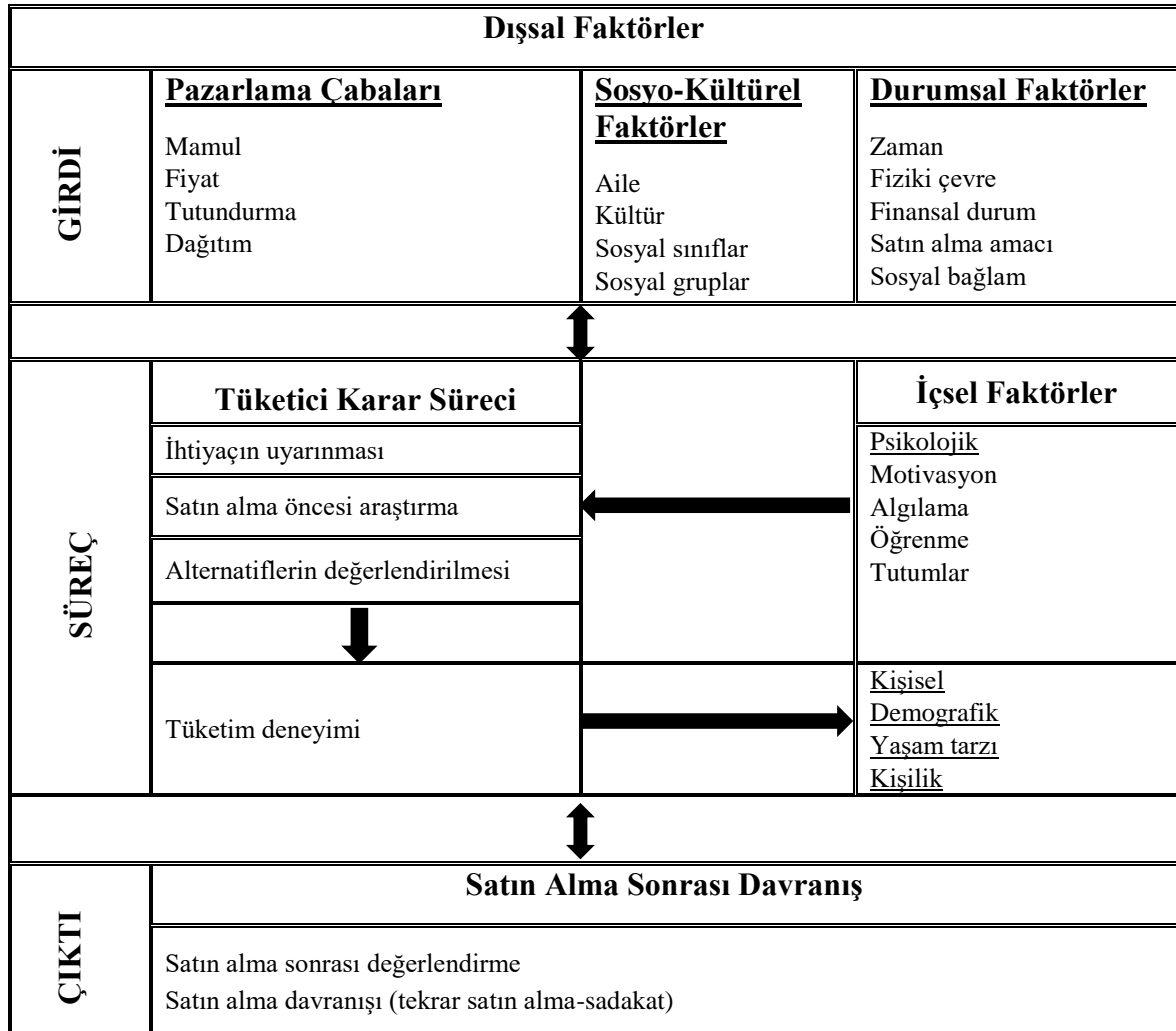 Dışsal Faktörler
GİRDİ
Pazarlama Çabaları
Mamul
Fiyat
Tutundurma
Dağıtım
Sosyo-Kültürel
Faktörler
Aile
Kültür
Sosyal sınıflar
Sosyal gruplar
Durumsal Faktörler
Zaman
Fiziki çevre
Finansal durum
Satın alma amacı
Sosyal bağlam
SÜREÇ
Tüketici Karar Süreci
İhtiyaçın uyarınması
Satın alma öncesi araştırma
Alternatiflerin değerlendirilmesi
Tüketim deneyimi
İçsel Faktörler
Psikolojik
Motivasyon
Algılama
Öğrenme
Tutumlar
Kişisel
Demografik
Yaşam tarzı
Kişilik
ÇIKTI
Satın Alma Sonrası Davranış
Satın alma sonrası değerlendirme
Satın alma davranışı (tekrar satın alma-sadakat)